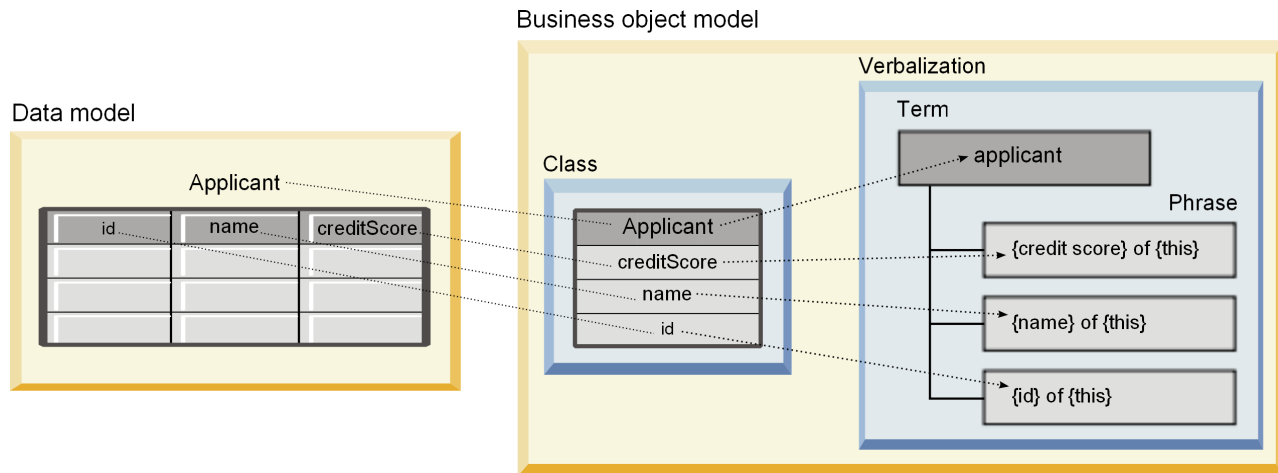 Business object model
Verbalization
Data model
Term
applicant
Class
Applicant
Phrase
id
name
creditScore
Applicant
{credit score} of {this}
creditScore
name
{name} of {this}
id
{id} of {this}